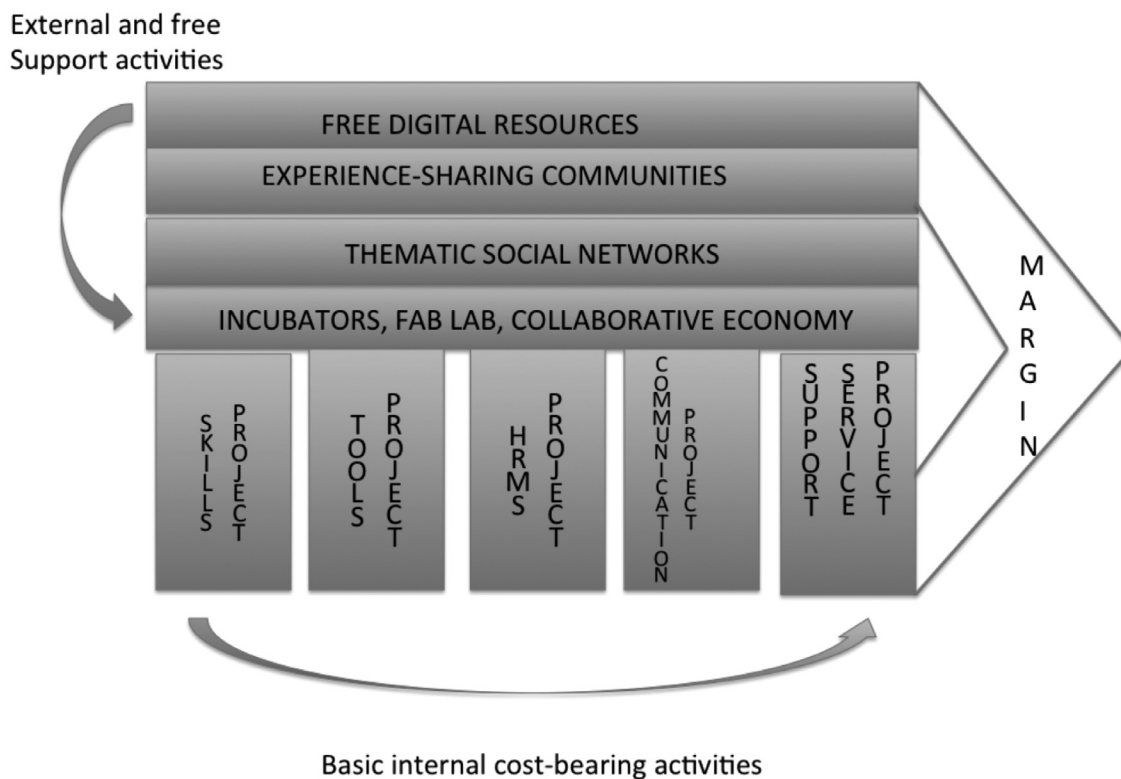 External and free
Support activities
FREE DIGITAL RESOURCES
EXPERIENCE-SHARING COMMUNITIES
THEMATIC SOCIAL NETWORKS
INCUBATORS, FAB LAB, COLLABORATIVE ECONOMY
PROJECT
SKILLS
PROJECT
TOOLS
PROJECT
HRMS
PROJECT
COMMUNICATION
PROJECT
SERVICE
SUPPORT
MARGIN
Basic internal cost-bearing activities